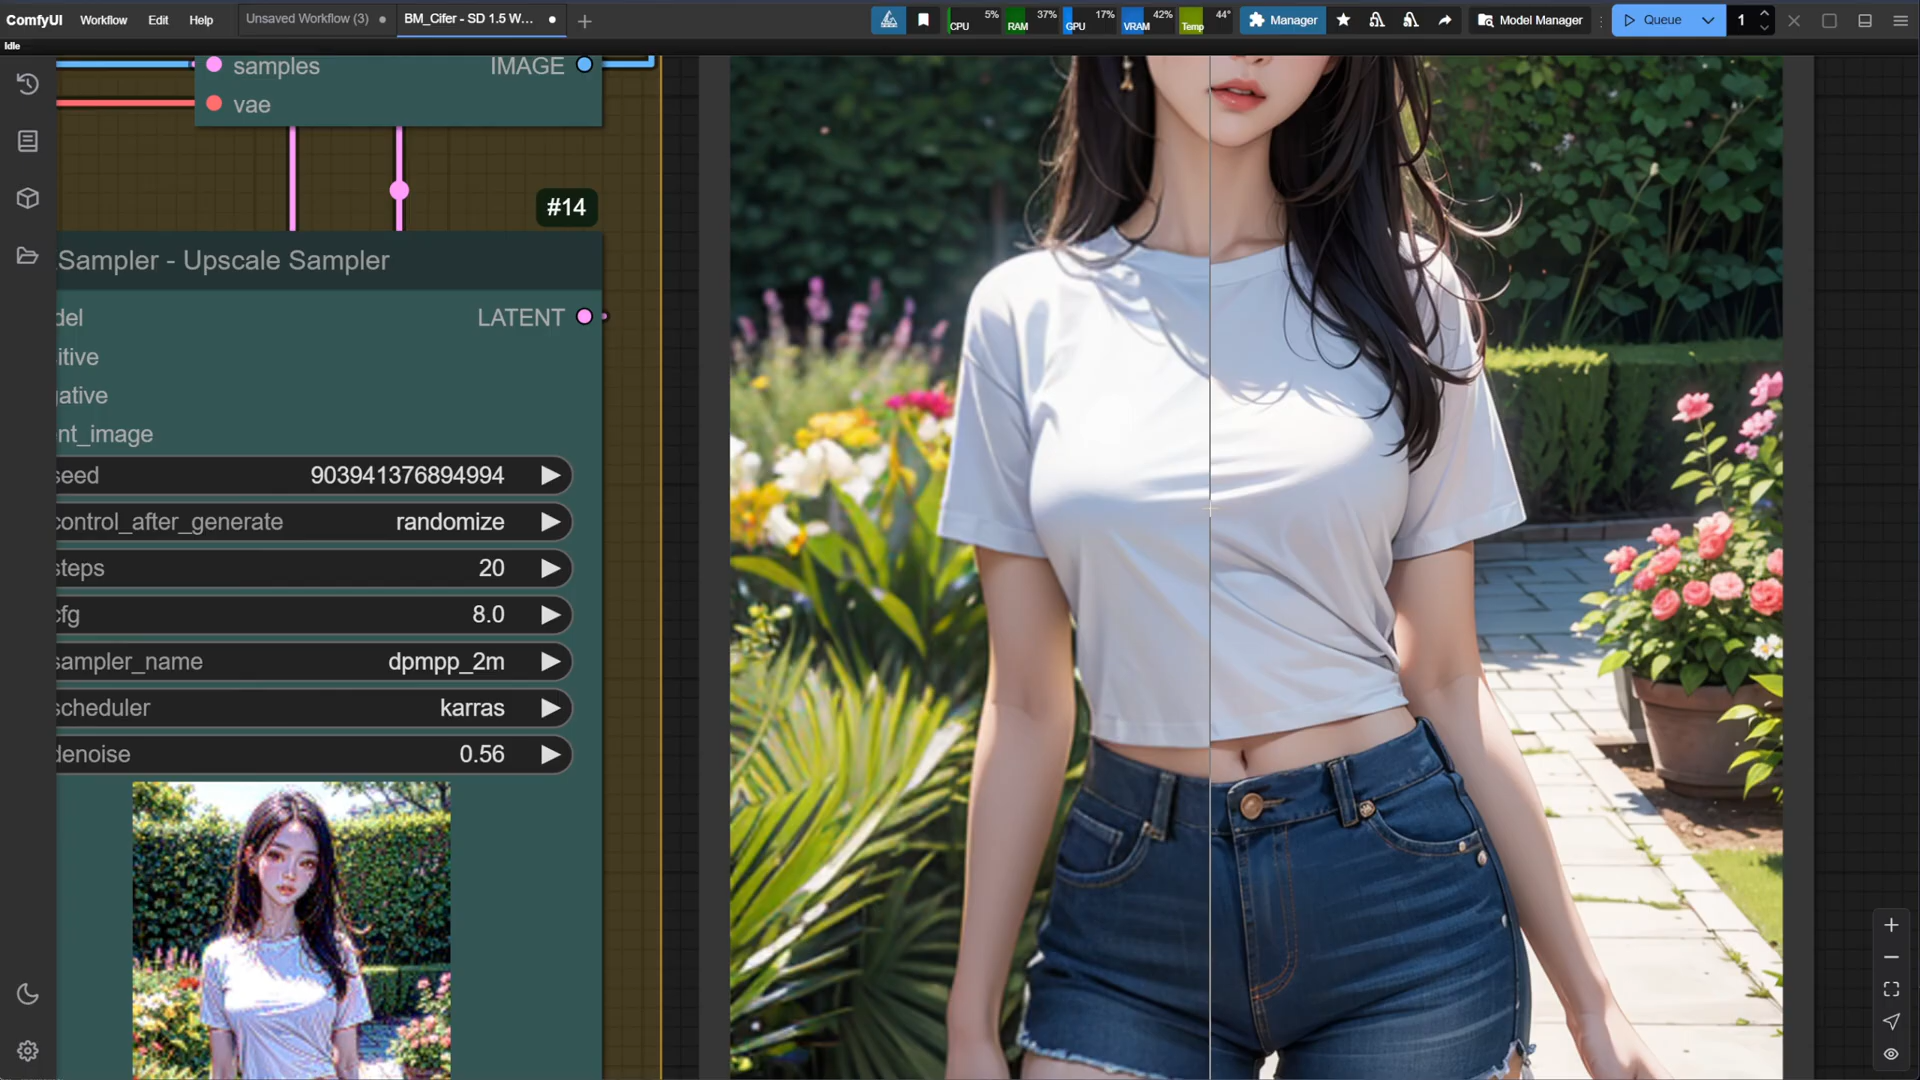 ComfyUI Workflow Edit Help Unsaved Workflow (3) BM_Cifer - SD 1.5 W...
CPU 5% RAM 37% GPU 17% VRAM 42% Temp 44° Manager Model Manager Queue 1
Idle
samples IMAGE
vae
#14
Sampler - Upscale Sampler
del LATENT
itive
gative
nt_image
seed 903941376894994
control_after_generate randomize
steps 20
cfg 8.0
sampler_name dpmpp_2m
scheduler karras
denoise 0.56